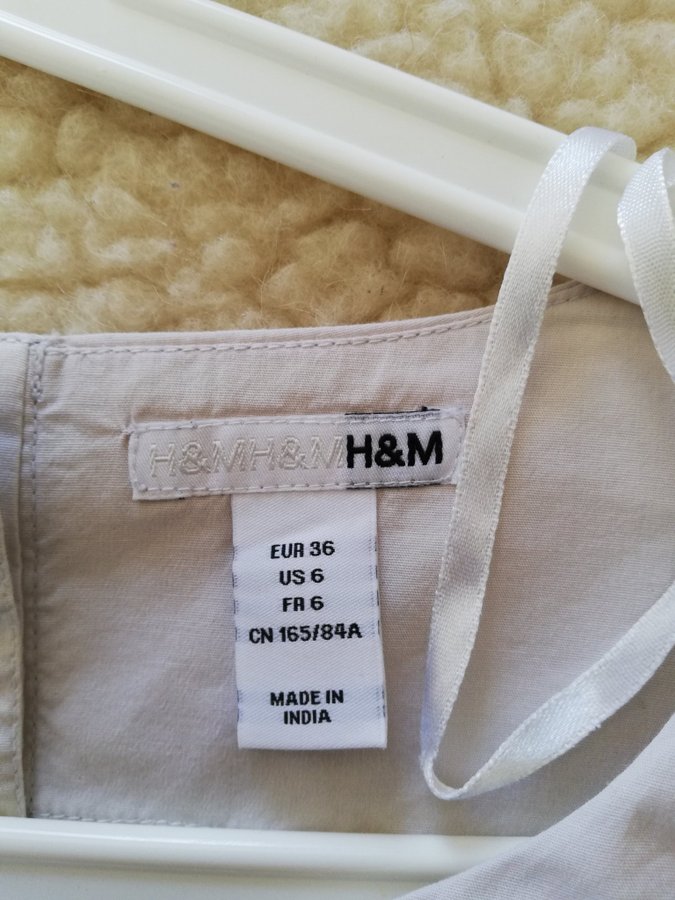 H&MH&MH&M
EUR 36
US 6
FR 6
CN 165/84A
MADE IN
INDIA